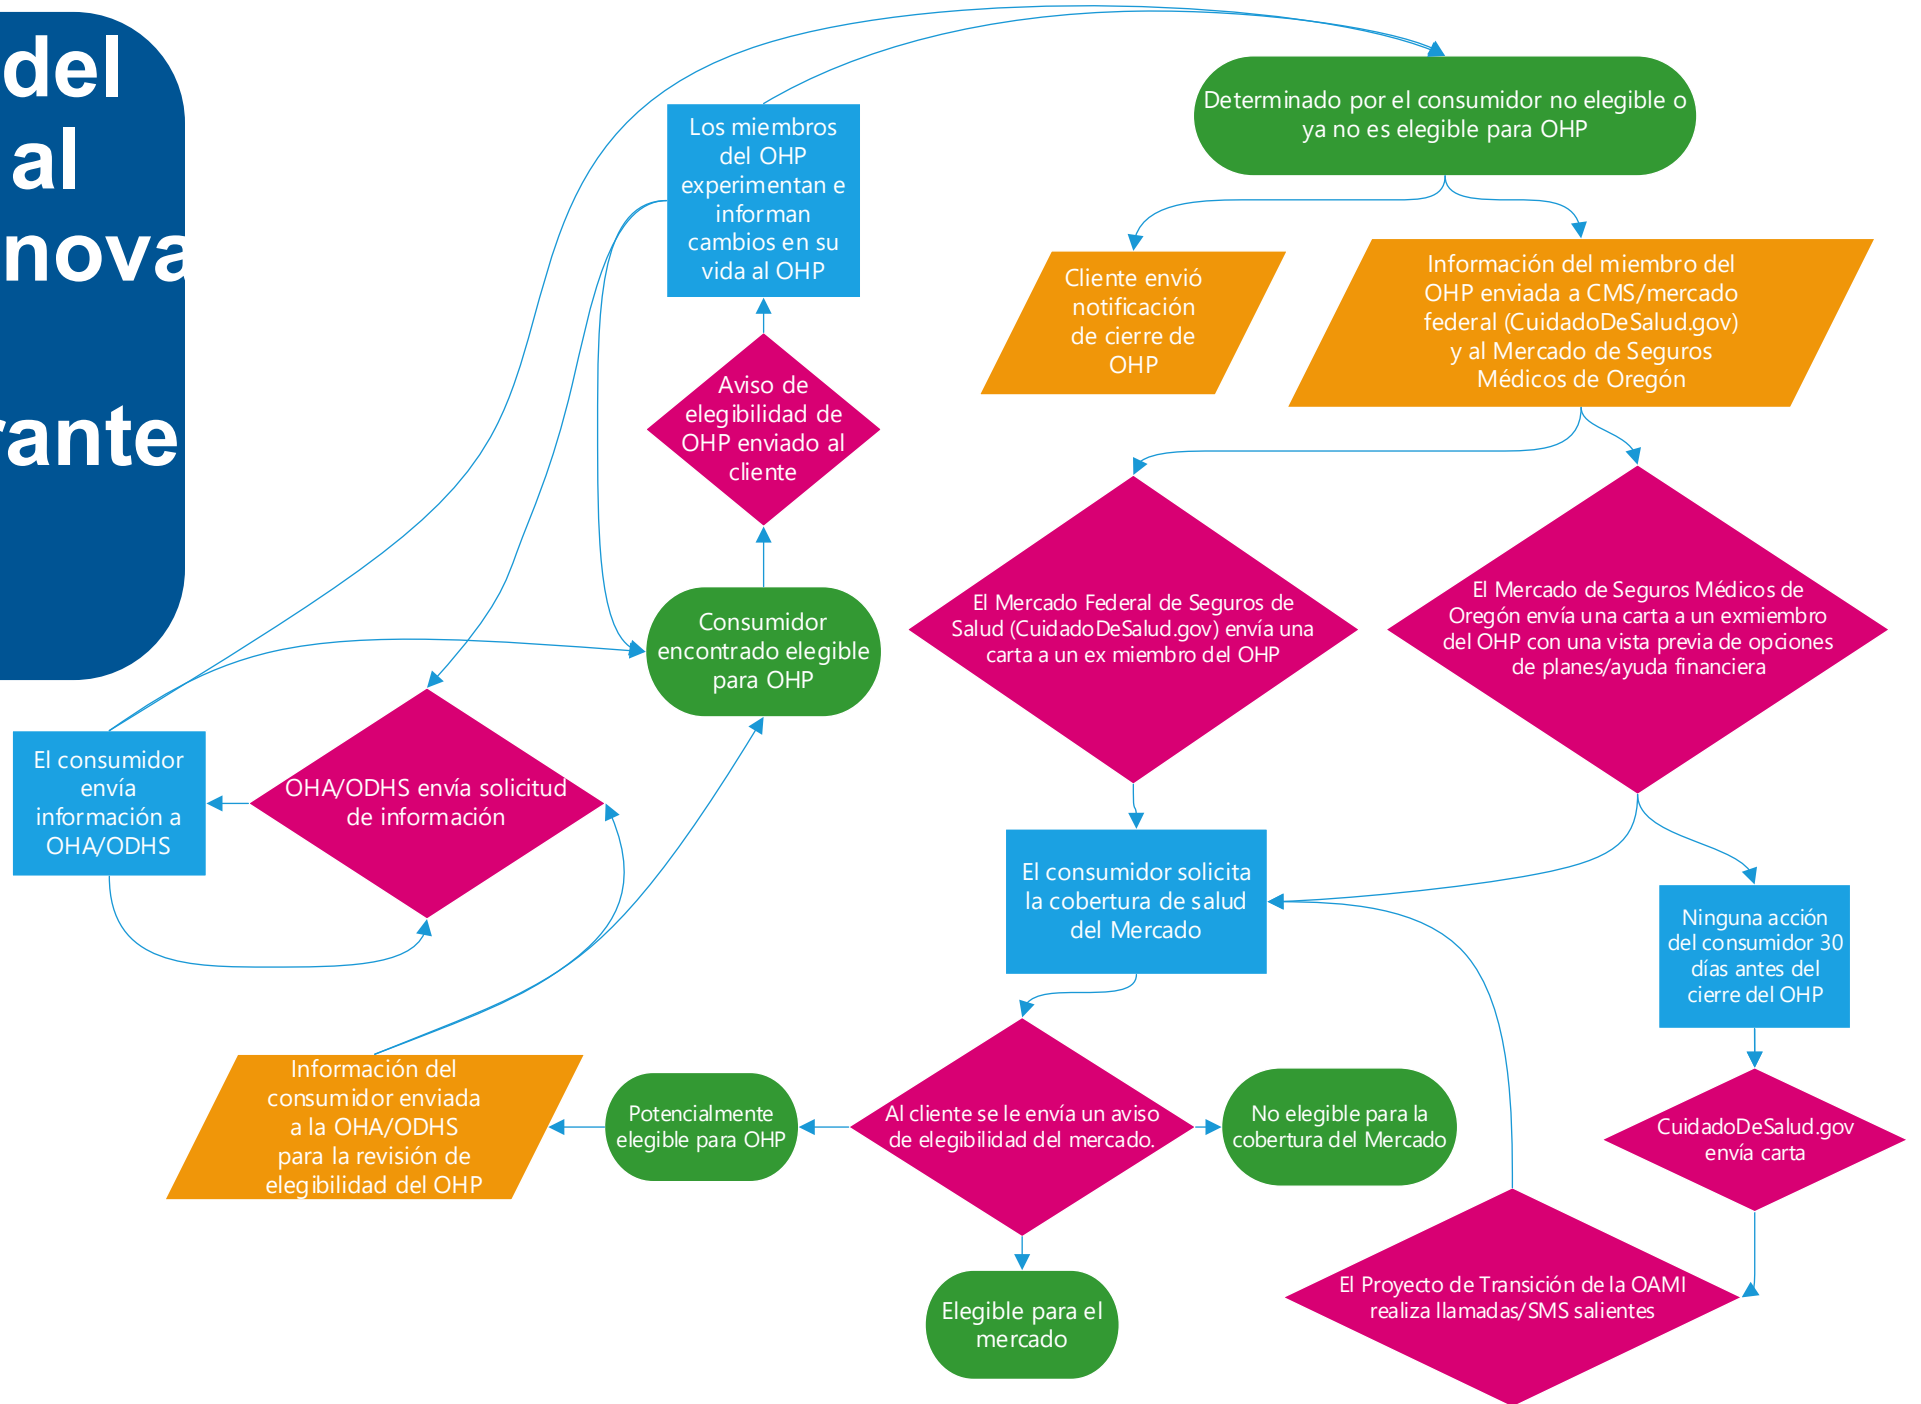 del
al
nova
rante
Los miembros
del OHP
experimentan e
informan
cambios en su
vida al OHP
Determinado por el consumidor no elegible o
ya no es elegible para OHP
Cliente envió
notificación
de cierre de
OHP
Información del miembro del
OHP enviada a CMS/mercado
federal (CuidadoDeSalud.gov)
y al Mercado de Seguros
Médicos de Oregón
Aviso de
elegibilidad de
OHP enviado al
cliente
Consumidor
encontrado elegible
para OHP
El Mercado Federal de Seguros de
Salud (CuidadoDeSalud.gov) envía una
carta a un ex miembro del OHP
El Mercado de Seguros Médicos de
Oregón envía una carta a un exmiembro
del OHP con una vista previa de opciones
de planes/ayuda financiera
El consumidor
envía
información a
OHA/ODHS
OHA/ODHS envía solicitud
de información
El consumidor solicita
la cobertura de salud
del Mercado
Ninguna acción
del consumidor 30
días antes del
cierre del OHP
Información del
consumidor enviada
a la OHA/ODHS
para la revisión de
elegibilidad del OHP
Potencialmente
elegible para OHP
Al cliente se le envía un aviso
de elegibilidad del mercado.
No elegible para la
cobertura del Mercado
CuidadoDeSalud.gov
envía carta
Elegible para el
mercado
El Proyecto de Transición de la OAMI
realiza llamadas/SMS salientes